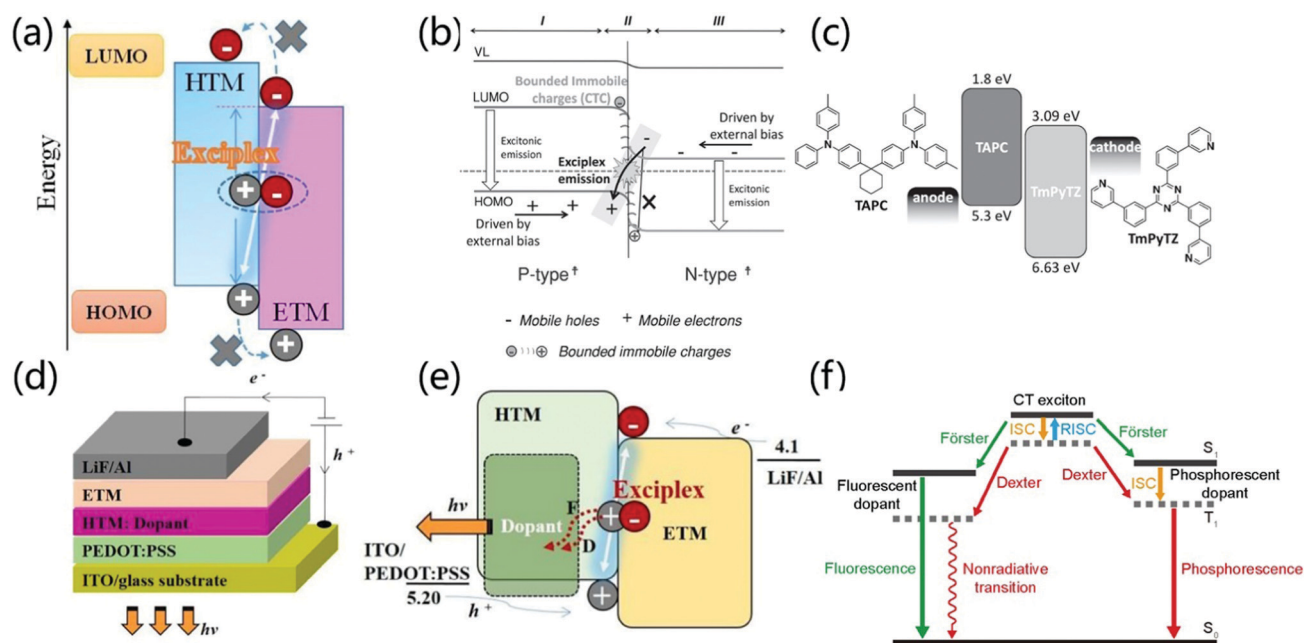 (a)
LUMO
HTM
Exciplex
Energy
HOMO
ETM
(b)
I
II
III
VL
Bounded Immobile
charges (CTC)
LUMO
Excitonic
emission
Driven by
external bias
Exciplex
emission
Excitonic
emission
HOMO
Driven by
external bias
P-type
N-type
- Mobile holes
+ Mobile electrons
Bounded immobile charges
(c)
1.8 eV
3.09 eV
TAPC
cathode
TAPC
anode
TmPyTZ
5.3 eV
TmPyTZ
6.63 eV
(d)
e-
h+
LiF/Al
ETM
HTM: Dopant
PEDOT:PSS
ITO/glass substrate
hv
(e)
HTM
e-
4.1
LiF/Al
Exciplex
hv
Dopant
F
D
ETM
ITO/
PEDOT:PSS
5.20
h+
(f)
CT exciton
ISC
RISC
Förster
Förster
S1
Fluorescent
dopant
Dexter
Dexter
ISC
Phosphorescent
dopant
T1
Fluorescence
Nonradiative
transition
Phosphorescence
S0